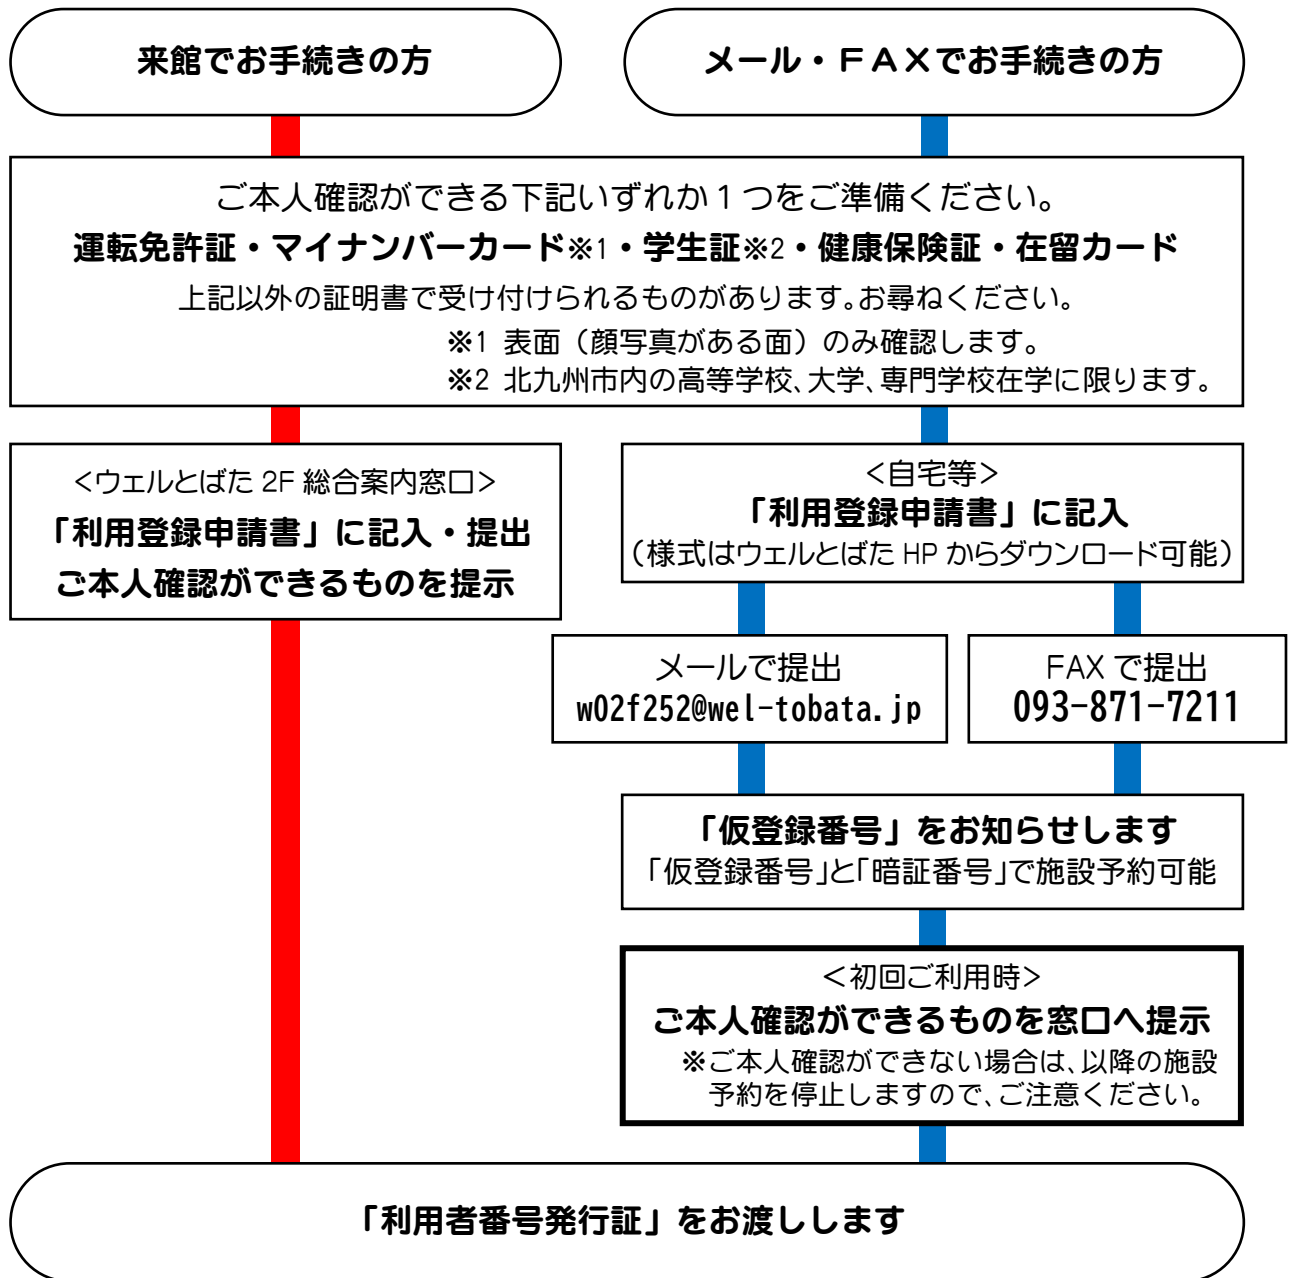 来館でお手続きの方
メール・ＦＡＸでお手続きの方
ご本人確認ができる下記いずれか１つをご準備ください。
運転免許証・マイナンバーカード※1・学生証※2・健康保険証・在留カード
上記以外の証明書で受け付けられるものがあります。お尋ねください。
※1 表面（顔写真がある面）のみ確認します。
※2 北九州市内の高等学校、大学、専門学校在学に限ります。
＜ウェルとばた 2F 総合案内窓口＞
「利用登録申請書」に記入・提出
ご本人確認ができるものを提示
＜自宅等＞
「利用登録申請書」に記入
（様式はウェルとばた HP からダウンロード可能）
メールで提出
w02f252@wel-tobata.jp
FAX で提出
093-871-7211
「仮登録番号」をお知らせします
「仮登録番号」と「暗証番号」で施設予約可能
＜初回ご利用時＞
ご本人確認ができるものを窓口へ提示
※ご本人確認ができない場合は、以降の施設
予約を停止しますので、ご注意ください。
「利用者番号発行証」をお渡しします